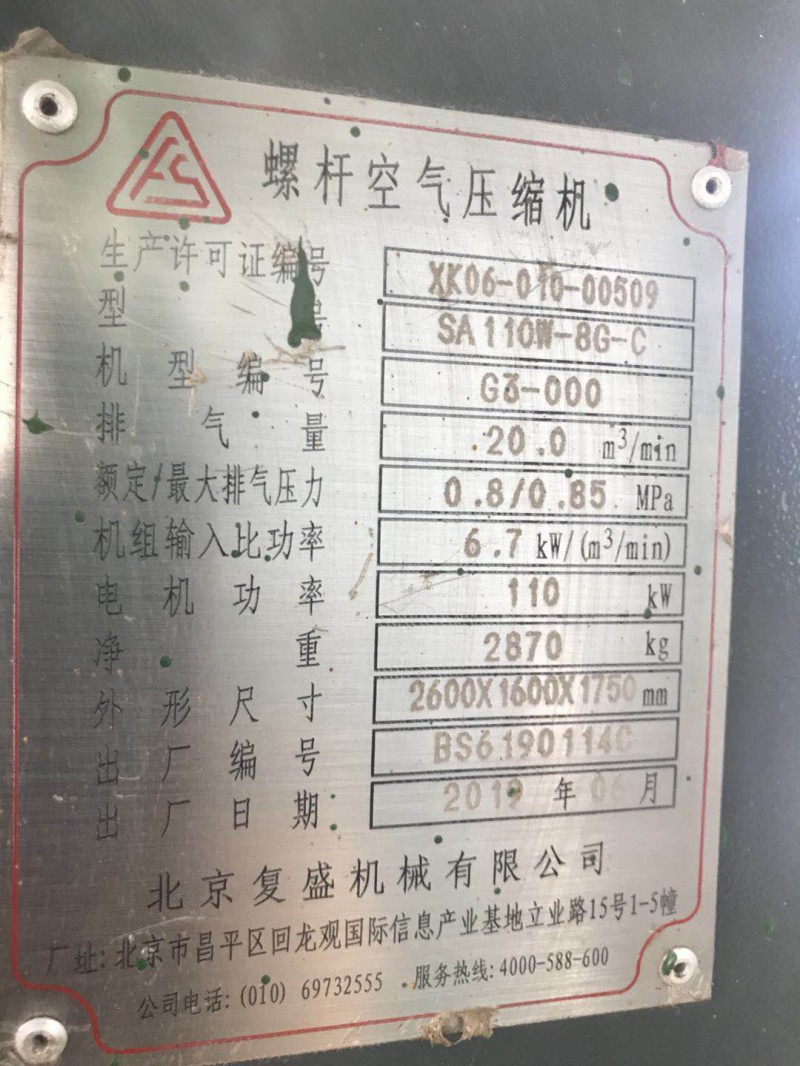 螺杆空气压缩机
生产许可证编号 XK06-010-00509
型号 SA110W-8G-C
机型编号 G3-000
排气量 20.0 m³/min
额定/最大排气压力 0.8/0.85 MPa
机组输入比功率 6.7 kW/(m³/min)
电机功率 110 kW
净重 2870 kg
外形尺寸 2600X1600X1750 mm
出厂编号 BS6190114C
出厂日期 2019 年 06 月
北京复盛机械有限公司
厂址:北京市昌平区回龙观国际信息产业基地立业路15号1-5幢
公司电话:(010) 69732555 服务热线:4000-588-600